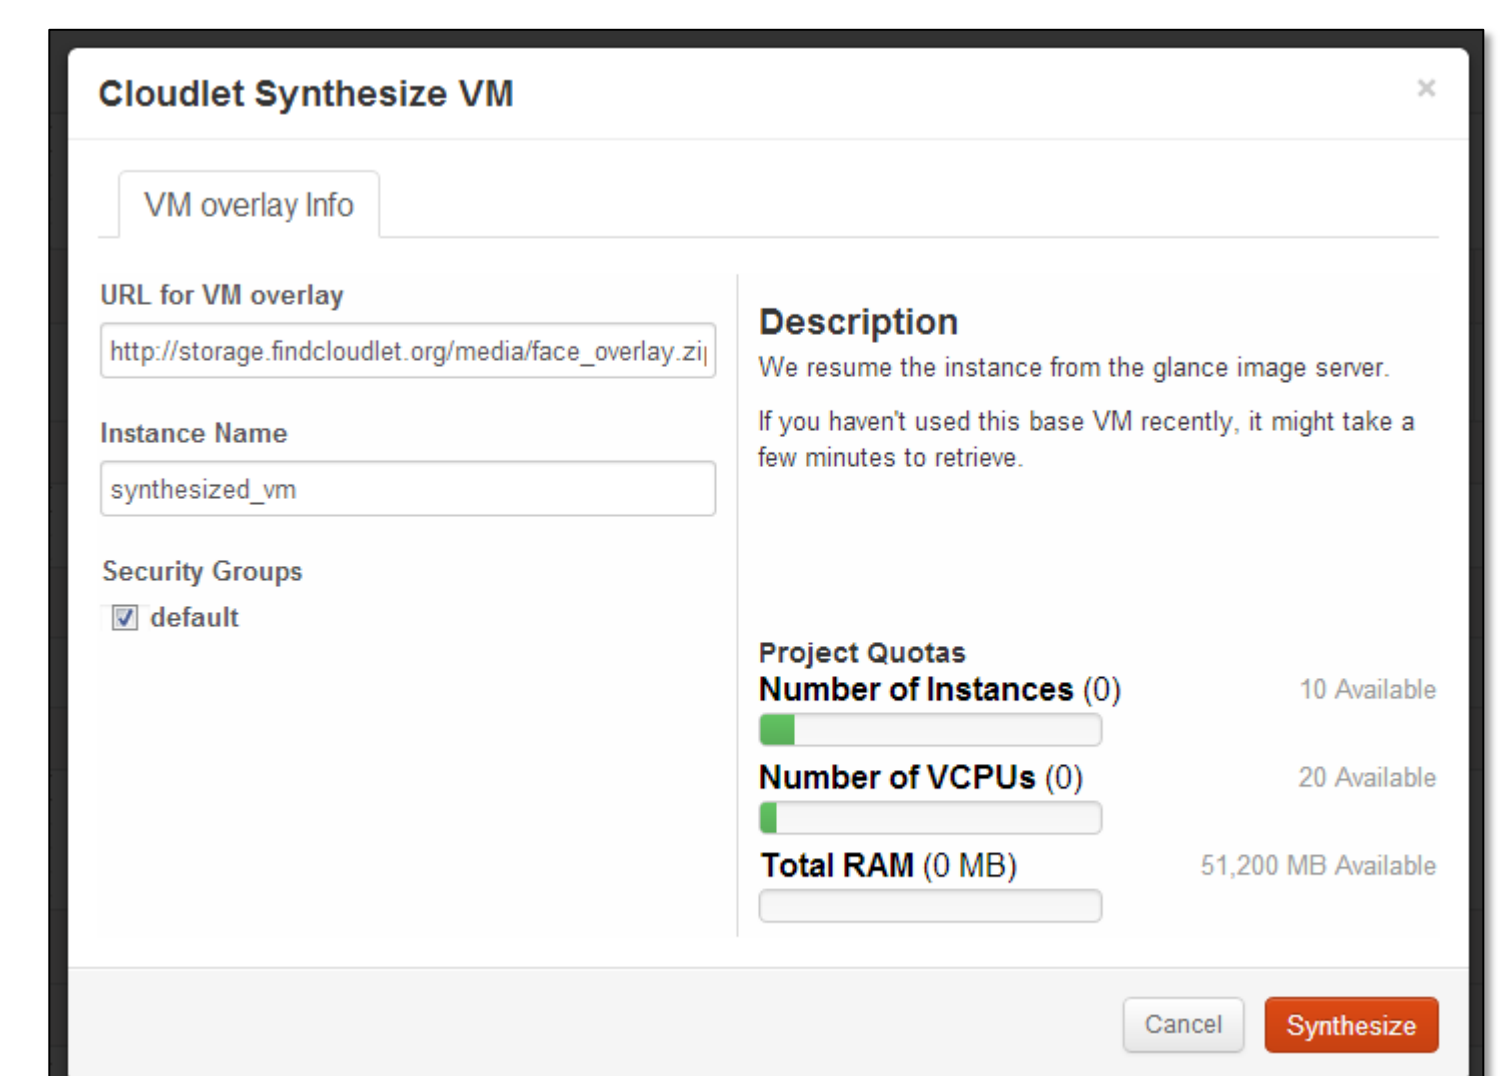 Cloudlet Synthesize VM
×
VM overlay Info
URL for VM overlay
http://storage.findcloudlet.org/media/face_overlay.zip
Instance Name
synthesized_vm
Security Groups
default
Description
We resume the instance from the glance image server.
If you haven't used this base VM recently, it might take a
few minutes to retrieve.
Project Quotas
Number of Instances (0) 10 Available
Number of VCPUs (0) 20 Available
Total RAM (0 MB) 51,200 MB Available
Cancel Synthesize